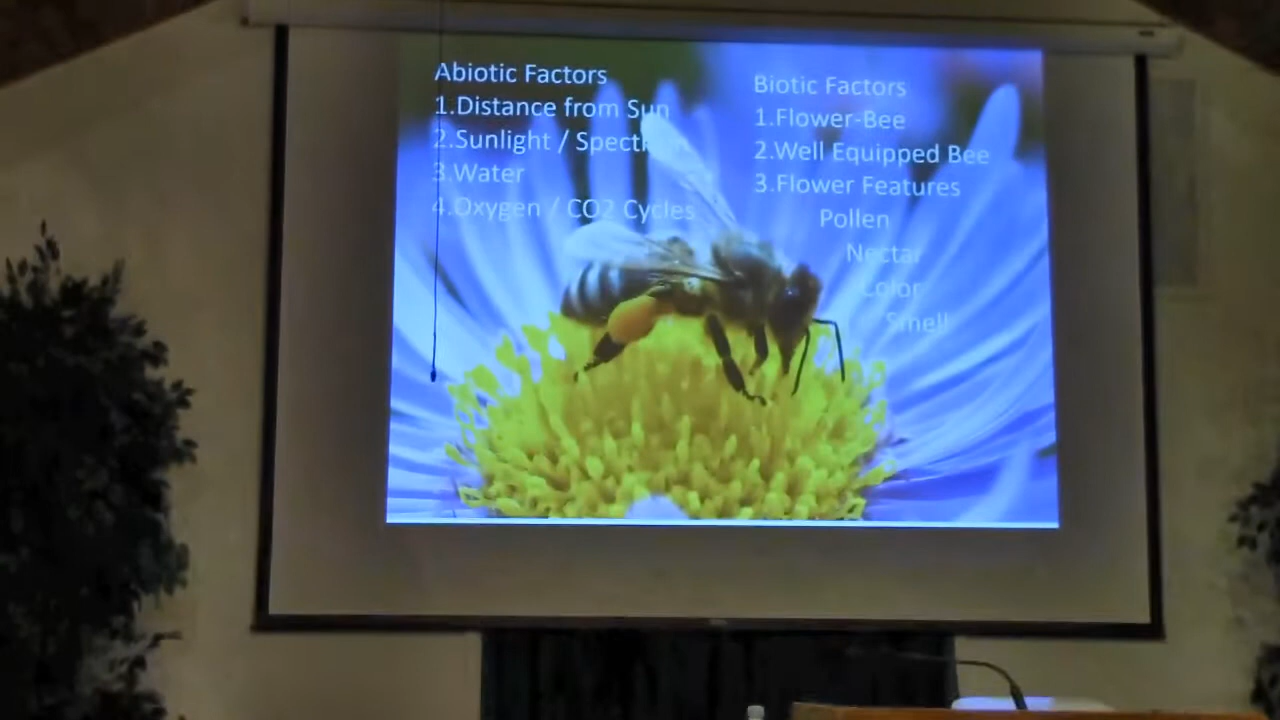 Abiotic Factors
1.Distance from Sun
2.Sunlight / Spectrum
3.Water
4.Oxygen / CO2 Cycles
Biotic Factors
1.Flower-Bee
2.Well Equipped Bee
3.Flower Features
Pollen
Nectar
Color
Smell